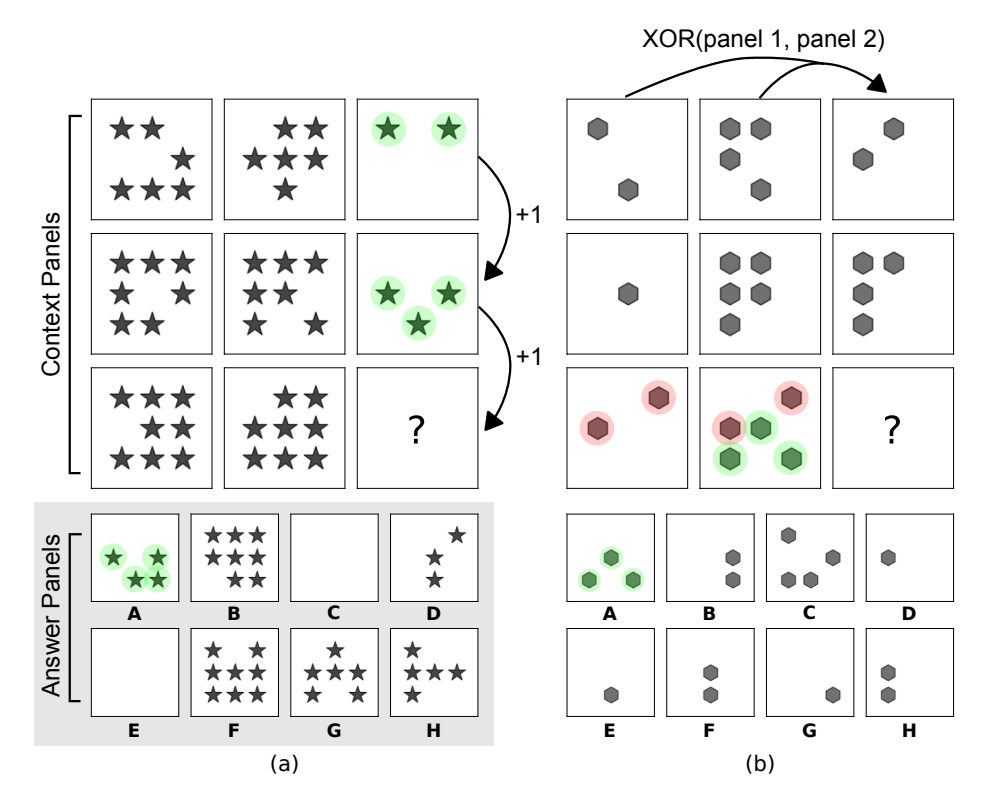 XOR(panel 1, panel 2)
Context Panels
+1
+1
?
?
Answer Panels
A B C D
E F G H
A B C D
E F G H
(a)
(b)